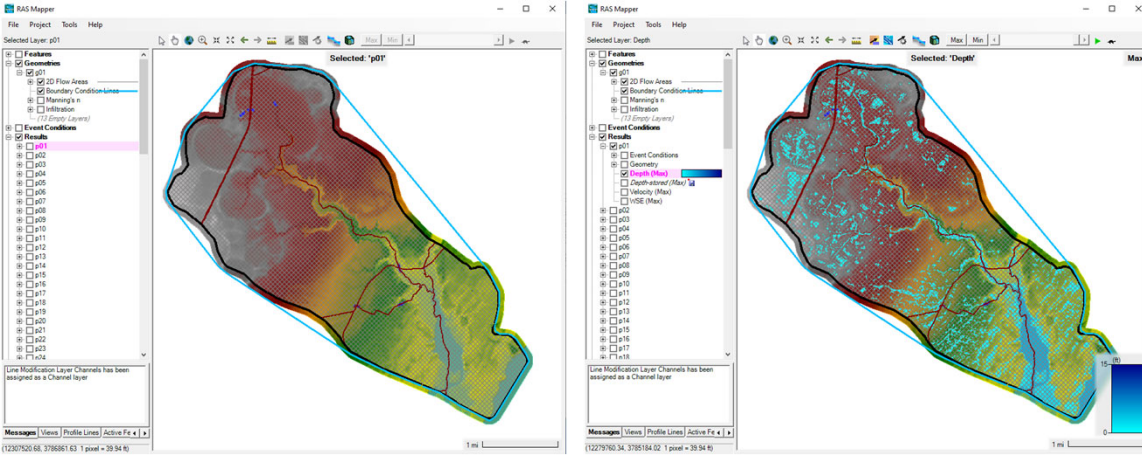 RAS Mapper
File Project Tools Help
Selected Layer: p01
Max Min
Selected: 'p01'
Features
Geometries
p01
2D Flow Areas
Boundary Condition Lines
Manning's n
Infiltration
(13 Empty Layers)
Event Conditions
Results
p01
p02
p03
p04
p05
p06
p07
p08
p09
p10
p11
p12
p13
p14
p15
p16
p17
p18
p19
p20
p21
p22
p23
p24
Line Modification Layer Channels has been
assigned as a Channel layer
Messages Views Profile Lines Active Fe
(12307520.68, 3786861.63 1 pixel = 39.94 ft)
1 mi
RAS Mapper
File Project Tools Help
Selected Layer: Depth
Max Min
Selected: 'Depth'
Max
Features
Geometries
p01
2D Flow Areas
Boundary Condition Lines
Manning's n
Infiltration
(13 Empty Layers)
Event Conditions
Results
p01
Event Conditions
Geometry
Depth (Max)
Depth-stored (Max)
Velocity (Max)
WSE (Max)
p02
p03
p04
p05
p06
p07
p08
p09
p10
p11
p12
p13
p14
p15
p16
p17
p18
Line Modification Layer Channels has been
assigned as a Channel layer
Messages Views Profile Lines Active Fe
(12279760.34, 3785184.02 1 pixel = 39.94 ft)
(ft)
15
0
1 mi